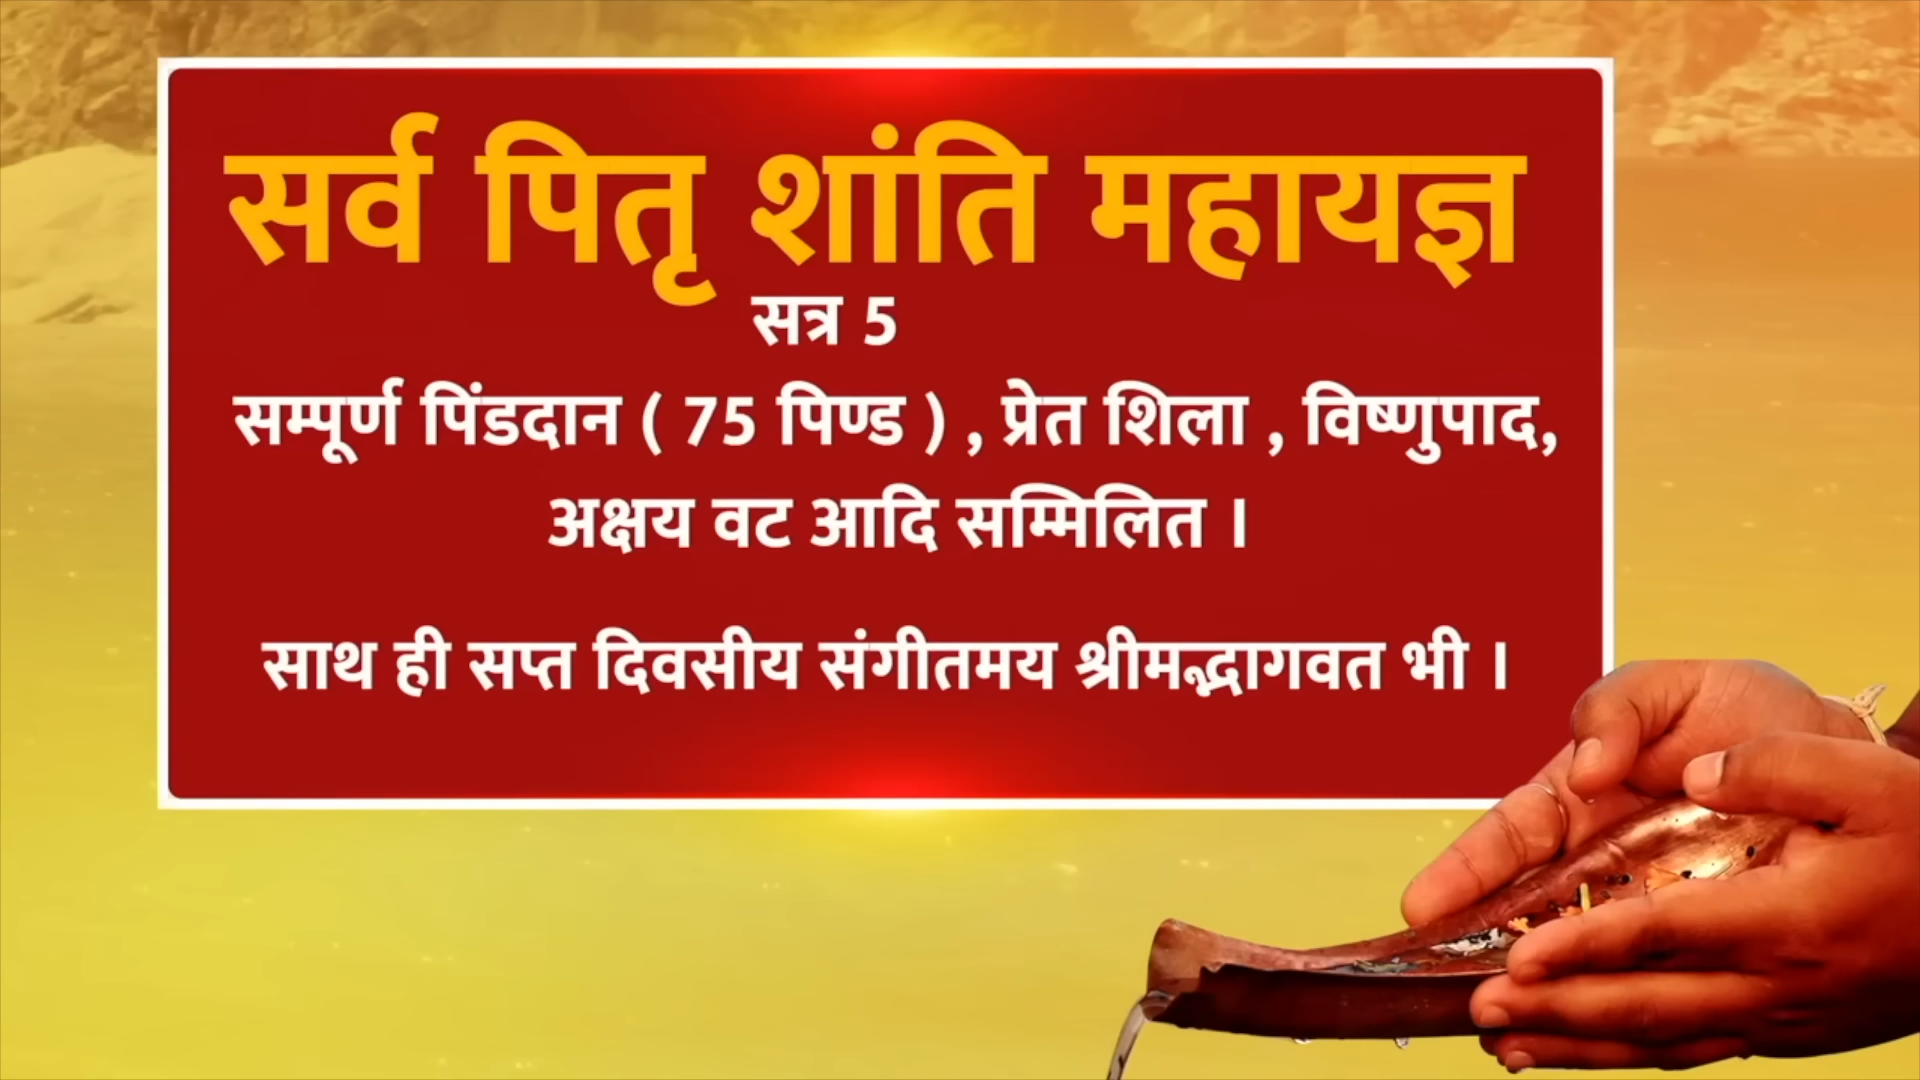 सर्व पितृ शांति महायज्ञ
सत्र 5
सम्पूर्ण पिंडदान ( 75 पिण्ड ) , प्रेत शिला , विष्णुपाद,
अक्षय वट आदि सम्मिलित ।
साथ ही सप्त दिवसीय संगीतमय श्रीमद्भागवत भी ।